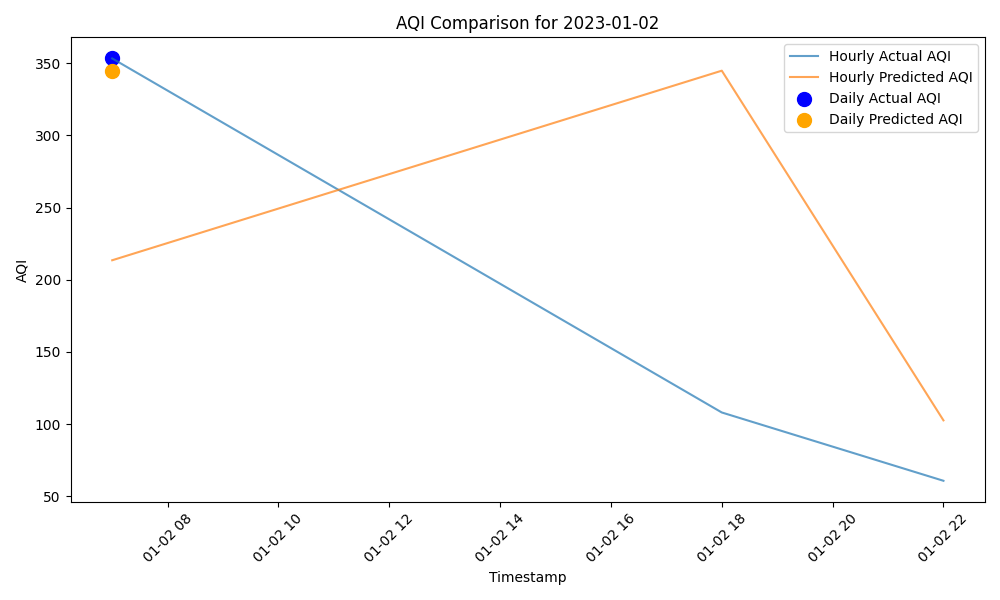 AQI Comparison for 2023-01-02
Hourly Actual AQI
Hourly Predicted AQI
Daily Actual AQI
Daily Predicted AQI
AQI
350
300
250
200
150
100
50
01-02 08
01-02 10
01-02 12
01-02 14
01-02 16
01-02 18
01-02 20
01-02 22
Timestamp